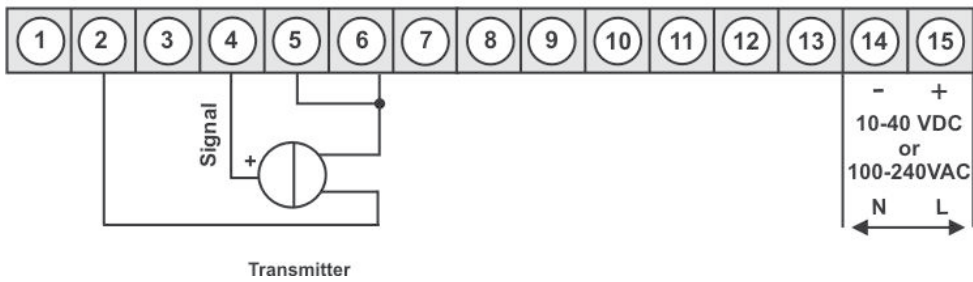 1 2 3 4 5 6 7 8 9 10 11 12 13 14 15
- +
Signal
+
10-40 VDC
or
100-240VAC
N L
Transmitter